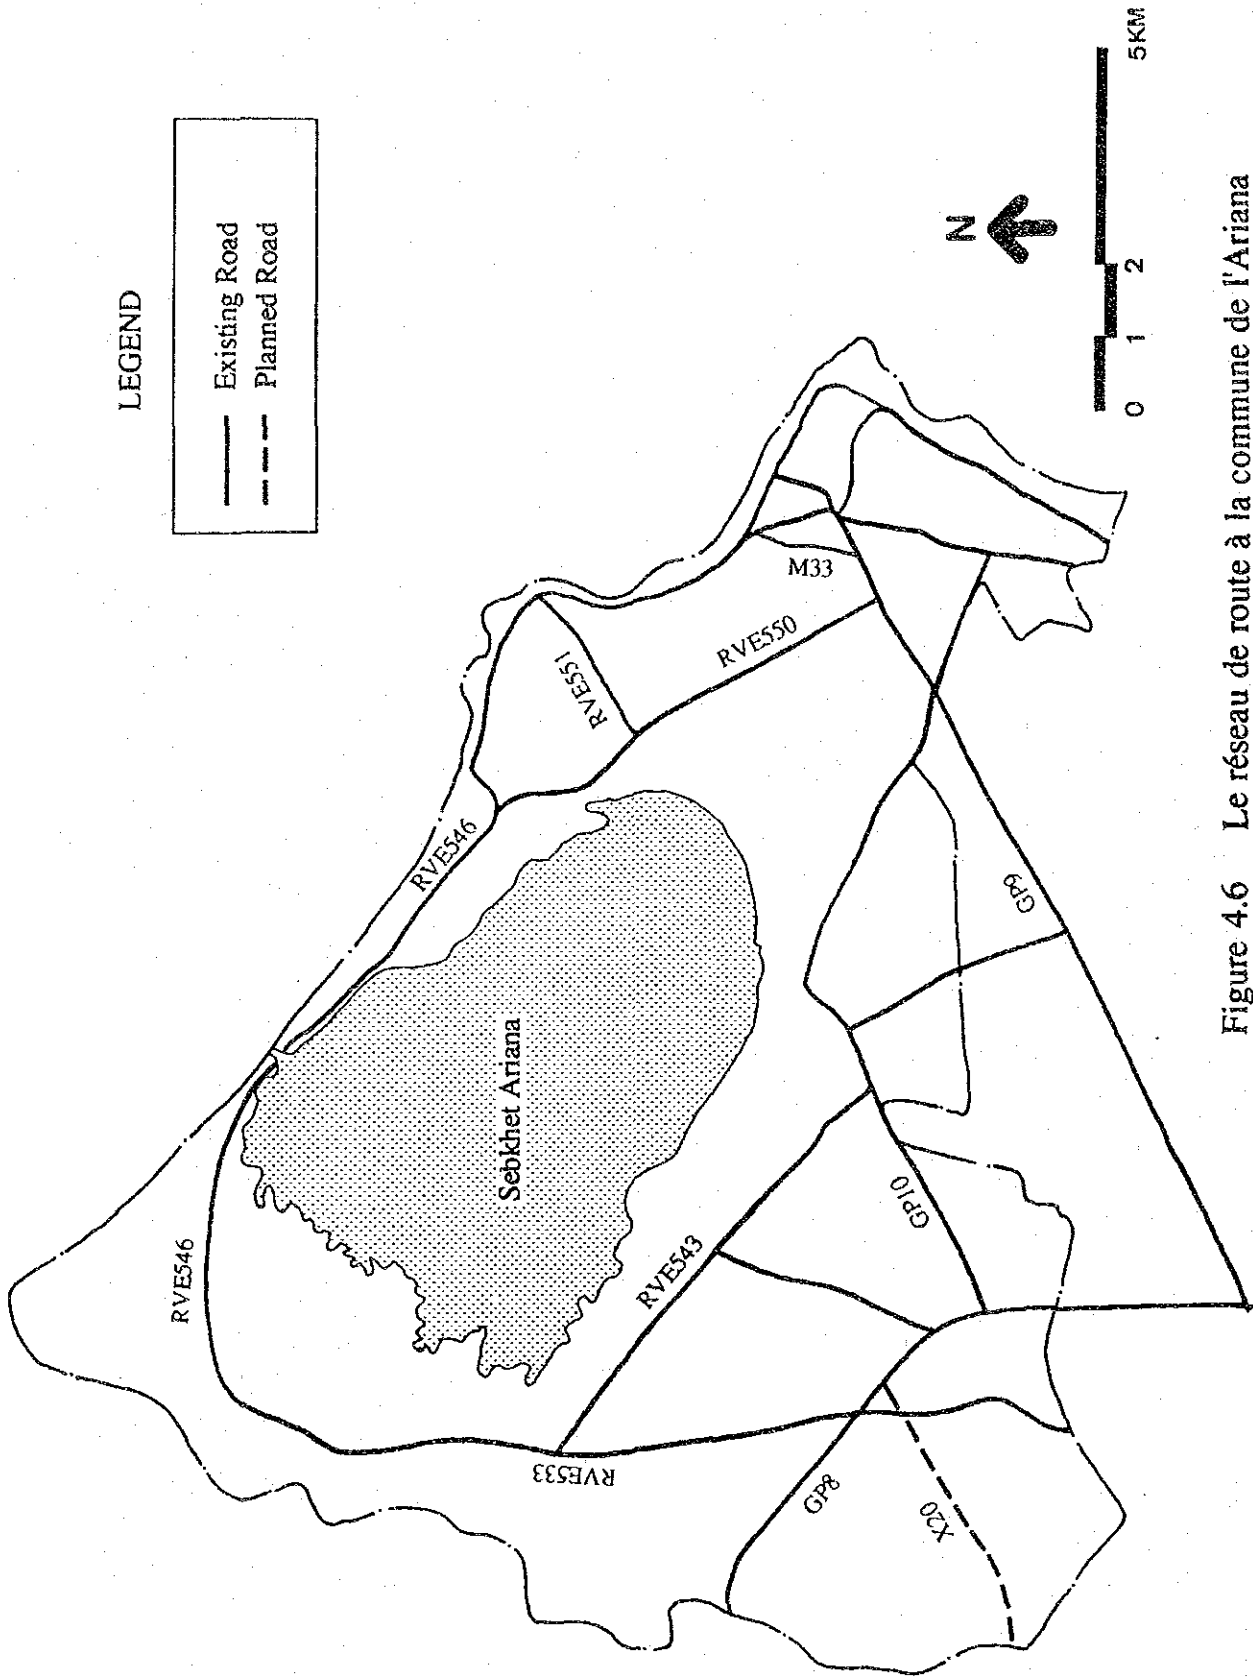 LEGEND
Existing Road
Planned Road
RVE546
RVE546
RVE551
RVE550
M33
Sebkhet Ariana
RVE533
RVE543
GP10
GP9
GP8
X20
N
0 1 2 5KM
Figure 4.6 Le réseau de route à la commune de l'Ariana